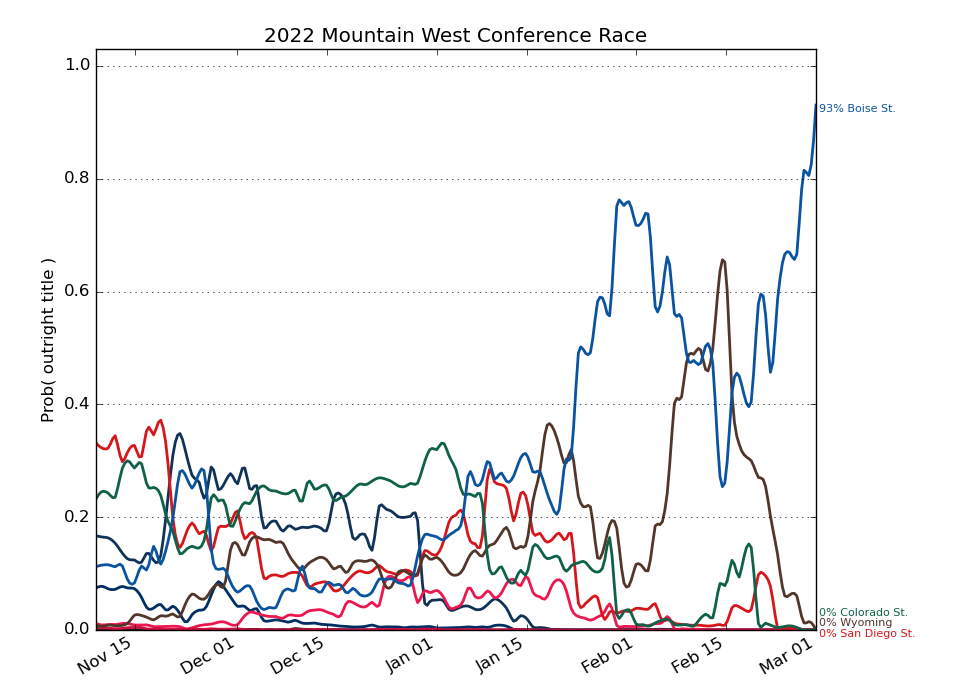 2022 Mountain West Conference Race
1.0
0.8
0.6
0.4
0.2
0.0
Prob( outright title )
93% Boise St.
0% Colorado St.
0% Wyoming
0% San Diego St.
Nov 15
Dec 01
Dec 15
Jan 01
Jan 15
Feb 01
Feb 15
Mar 01